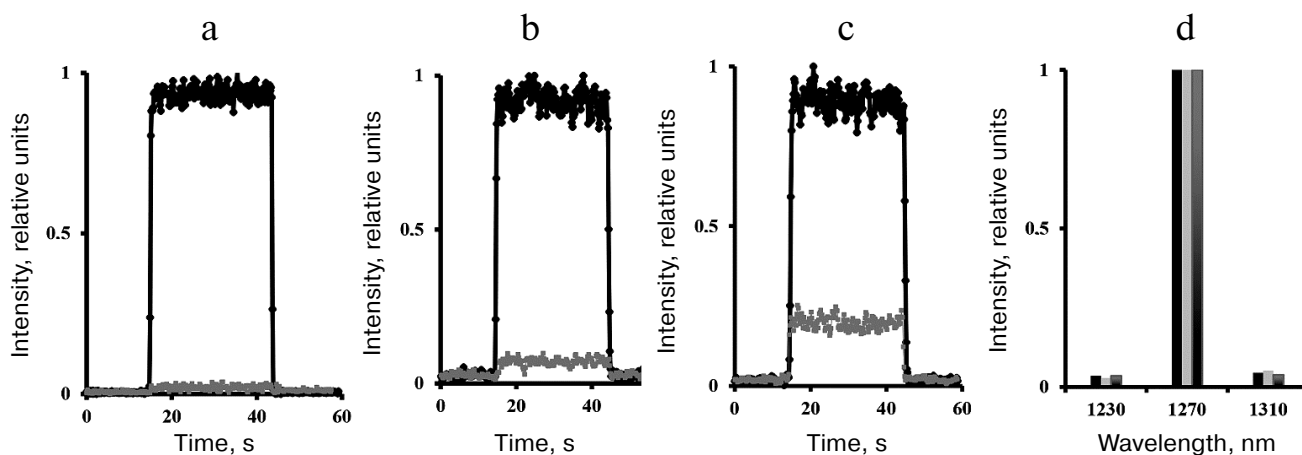 a
Intensity, relative units
1
0.5
0
0 20 40 60
Time, s
b
Intensity, relative units
1
0.5
0
0 20 40
Time, s
c
Intensity, relative units
1
0.5
0
0 20 40 60
Time, s
d
Intensity, relative units
1
0.5
0
1230 1270 1310
Wavelength, nm